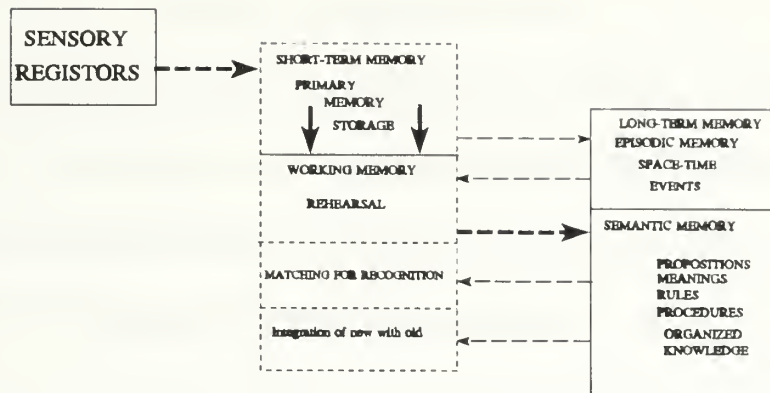 SENSORY
REGISTORS
SHORT-TERM MEMORY
PRIMARY
MEMORY
STORAGE
WORKING MEMORY
REHEARSAL
MATCHING FOR RECOGNITION
Integration of new with old
LONG-TERM MEMORY
EPISODIC MEMORY
SPACE-TIME
EVENTS
SEMANTIC MEMORY
PROPOSITIONS
MEANINGS
RULES
PROCEDURES
ORGANIZED
KNOWLEDGE